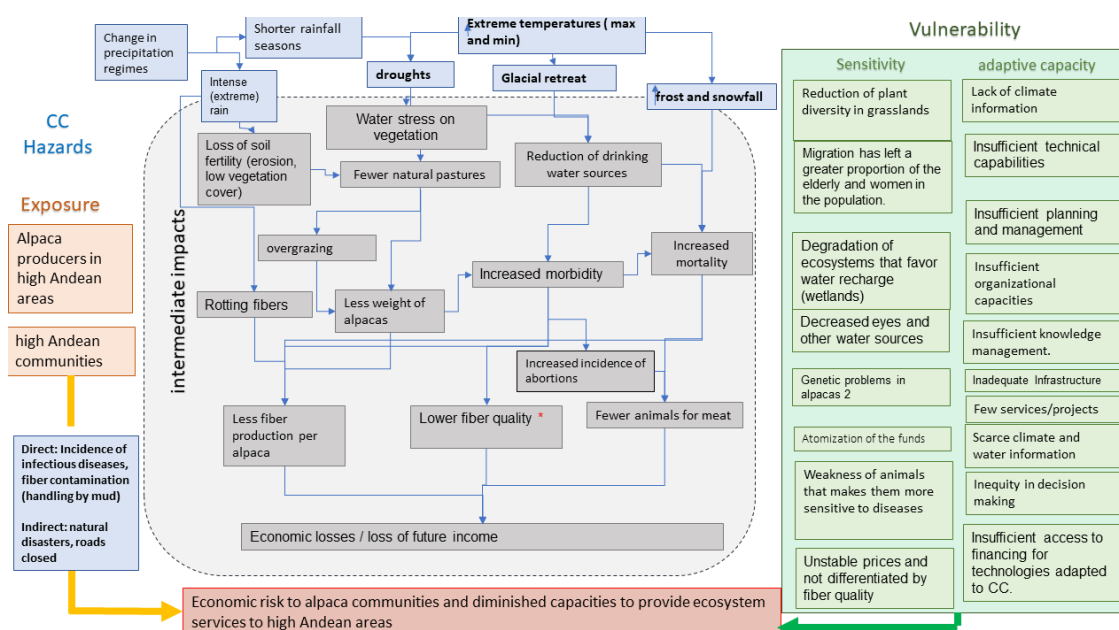 Change in
precipitation
regimes
Shorter rainfall
seasons
Extreme temperatures ( max
and min)
droughts
Glacial retreat
frost and snowfall
Intense
(extreme)
rain
CC
Hazards
Exposure
Alpaca
producers in
high Andean
areas
high Andean
communities
Direct: Incidence of
infectious diseases,
fiber contamination
(handling by mud)
Indirect: natural
disasters, roads
closed
intermediate impacts
Water stress on
vegetation
Loss of soil
fertility (erosion,
low vegetation
cover)
Fewer natural pastures
Reduction of drinking
water sources
overgrazing
Increased
mortality
Increased morbidity
Rotting fibers
Less weight of
alpacas
Increased incidence of
abortions
Less fiber
production per
alpaca
Lower fiber quality *
Fewer animals for meat
Economic losses / loss of future income
Economic risk to alpaca communities and diminished capacities to provide ecosystem
services to high Andean areas
Vulnerability
Sensitivity
Reduction of plant
diversity in grasslands
Migration has left a
greater proportion of the
elderly and women in
the population.
Degradation of
ecosystems that favor
water recharge
(wetlands)
Decreased eyes and
other water sources
Genetic problems in
alpacas 2
Atomization of the funds
Weakness of animals
that makes them more
sensitive to diseases
Unstable prices and
not differentiated by
fiber quality
adaptive capacity
Lack of climate
information
Insufficient technical
capabilities
Insufficient planning
and management
Insufficient
organizational
capacities
Insufficient knowledge
management.
Inadequate Infrastructure
Few services/projects
Scarce climate and
water information
Inequity in decision
making
Insufficient access to
financing for
technologies adapted
to CC.